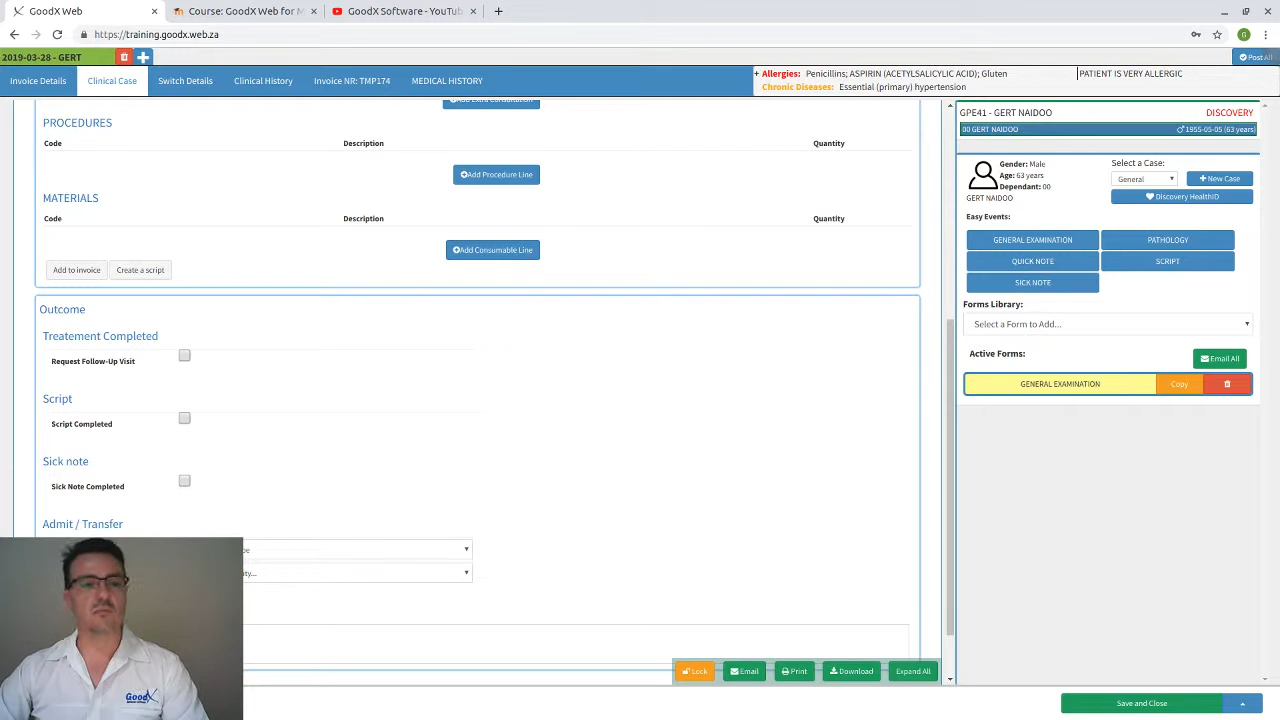 GoodX Web
Course: GoodX Web for M
GoodX Software - YouTub
https://training.goodx.web.za
G
2019-03-28 - GERT
Post All
Invoice Details
Clinical Case
Switch Details
Clinical History
Invoice NR: TMP174
MEDICAL HISTORY
+ Allergies: Penicillins; ASPIRIN (ACETYLSALICYLIC ACID); Gluten
PATIENT IS VERY ALLERGIC
Chronic Diseases: Essential (primary) hypertension
Add Extra Consultation
PROCEDURES
Code Description Quantity
Add Procedure Line
MATERIALS
Code Description Quantity
Add Consumable Line
Add to invoice
Create a script
Outcome
Treatement Completed
Request Follow-Up Visit
Script
Script Completed
Sick note
Sick Note Completed
Admit / Transfer
GoodX
Lock
Email
Print
Download
Expand All
GPE41 - GERT NAIDOO
DISCOVERY
00 GERT NAIDOO
1955-05-05 (63 years)
Gender: Male
Age: 63 years
Dependant: 00
GERT NAIDOO
Select a Case:
General
New Case
Discovery HealthID
Easy Events:
GENERAL EXAMINATION
PATHOLOGY
QUICK NOTE
SCRIPT
SICK NOTE
Forms Library:
Select a Form to Add...
Active Forms:
Email All
GENERAL EXAMINATION
Copy
Save and Close